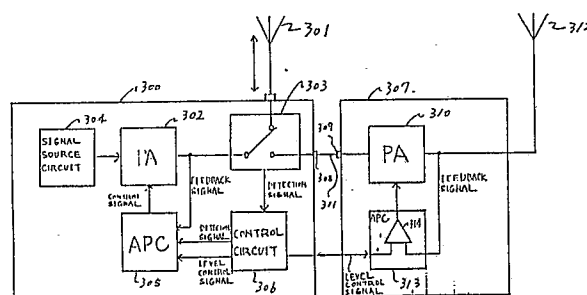 301
312
300
303
307
304
302
310
SIGNAL
SOURCE
CIRCUIT
PA
309
PA
308
311
CONTROL
SIGNAL
FEEDBACK
SIGNAL
DETECTION
SIGNAL
FEEDBACK
SIGNAL
APC
DETECTION
SIGNAL
LEVEL
CONTROL
SIGNAL
CONTROL
CIRCUIT
APC
314
305
306
LEVEL
CONTROL
SIGNAL
313